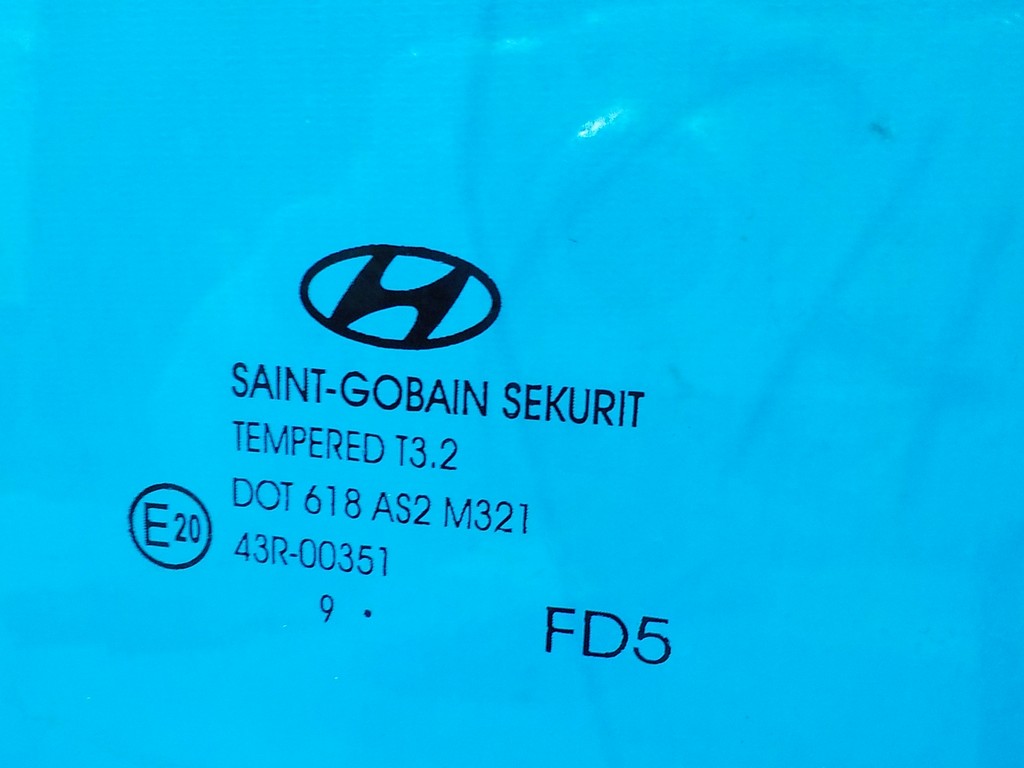 SAINT-GOBAIN SEKURIT
TEMPERED T3.2
DOT 618 AS2 M321
E20
43R-00351
9 .
FD5